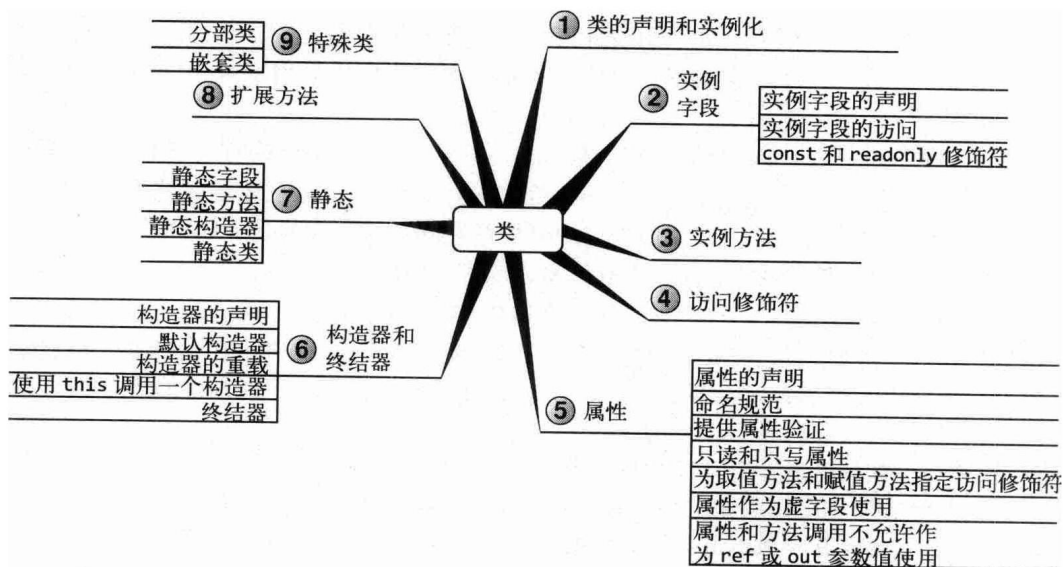 类
1 类的声明和实例化
2 实例
字段
实例字段的声明
实例字段的访问
const 和 readonly 修饰符
3 实例方法
4 访问修饰符
5 属性
属性的声明
命名规范
提供属性验证
只读和只写属性
为取值方法和赋值方法指定访问修饰符
属性作为虚字段使用
属性和方法调用不允许作
为 ref 或 out 参数值使用
6 构造器和
终结器
构造器的声明
默认构造器
构造器的重载
使用 this 调用一个构造器
终结器
7 静态
静态字段
静态方法
静态构造器
静态类
8 扩展方法
9 特殊类
分部类
嵌套类